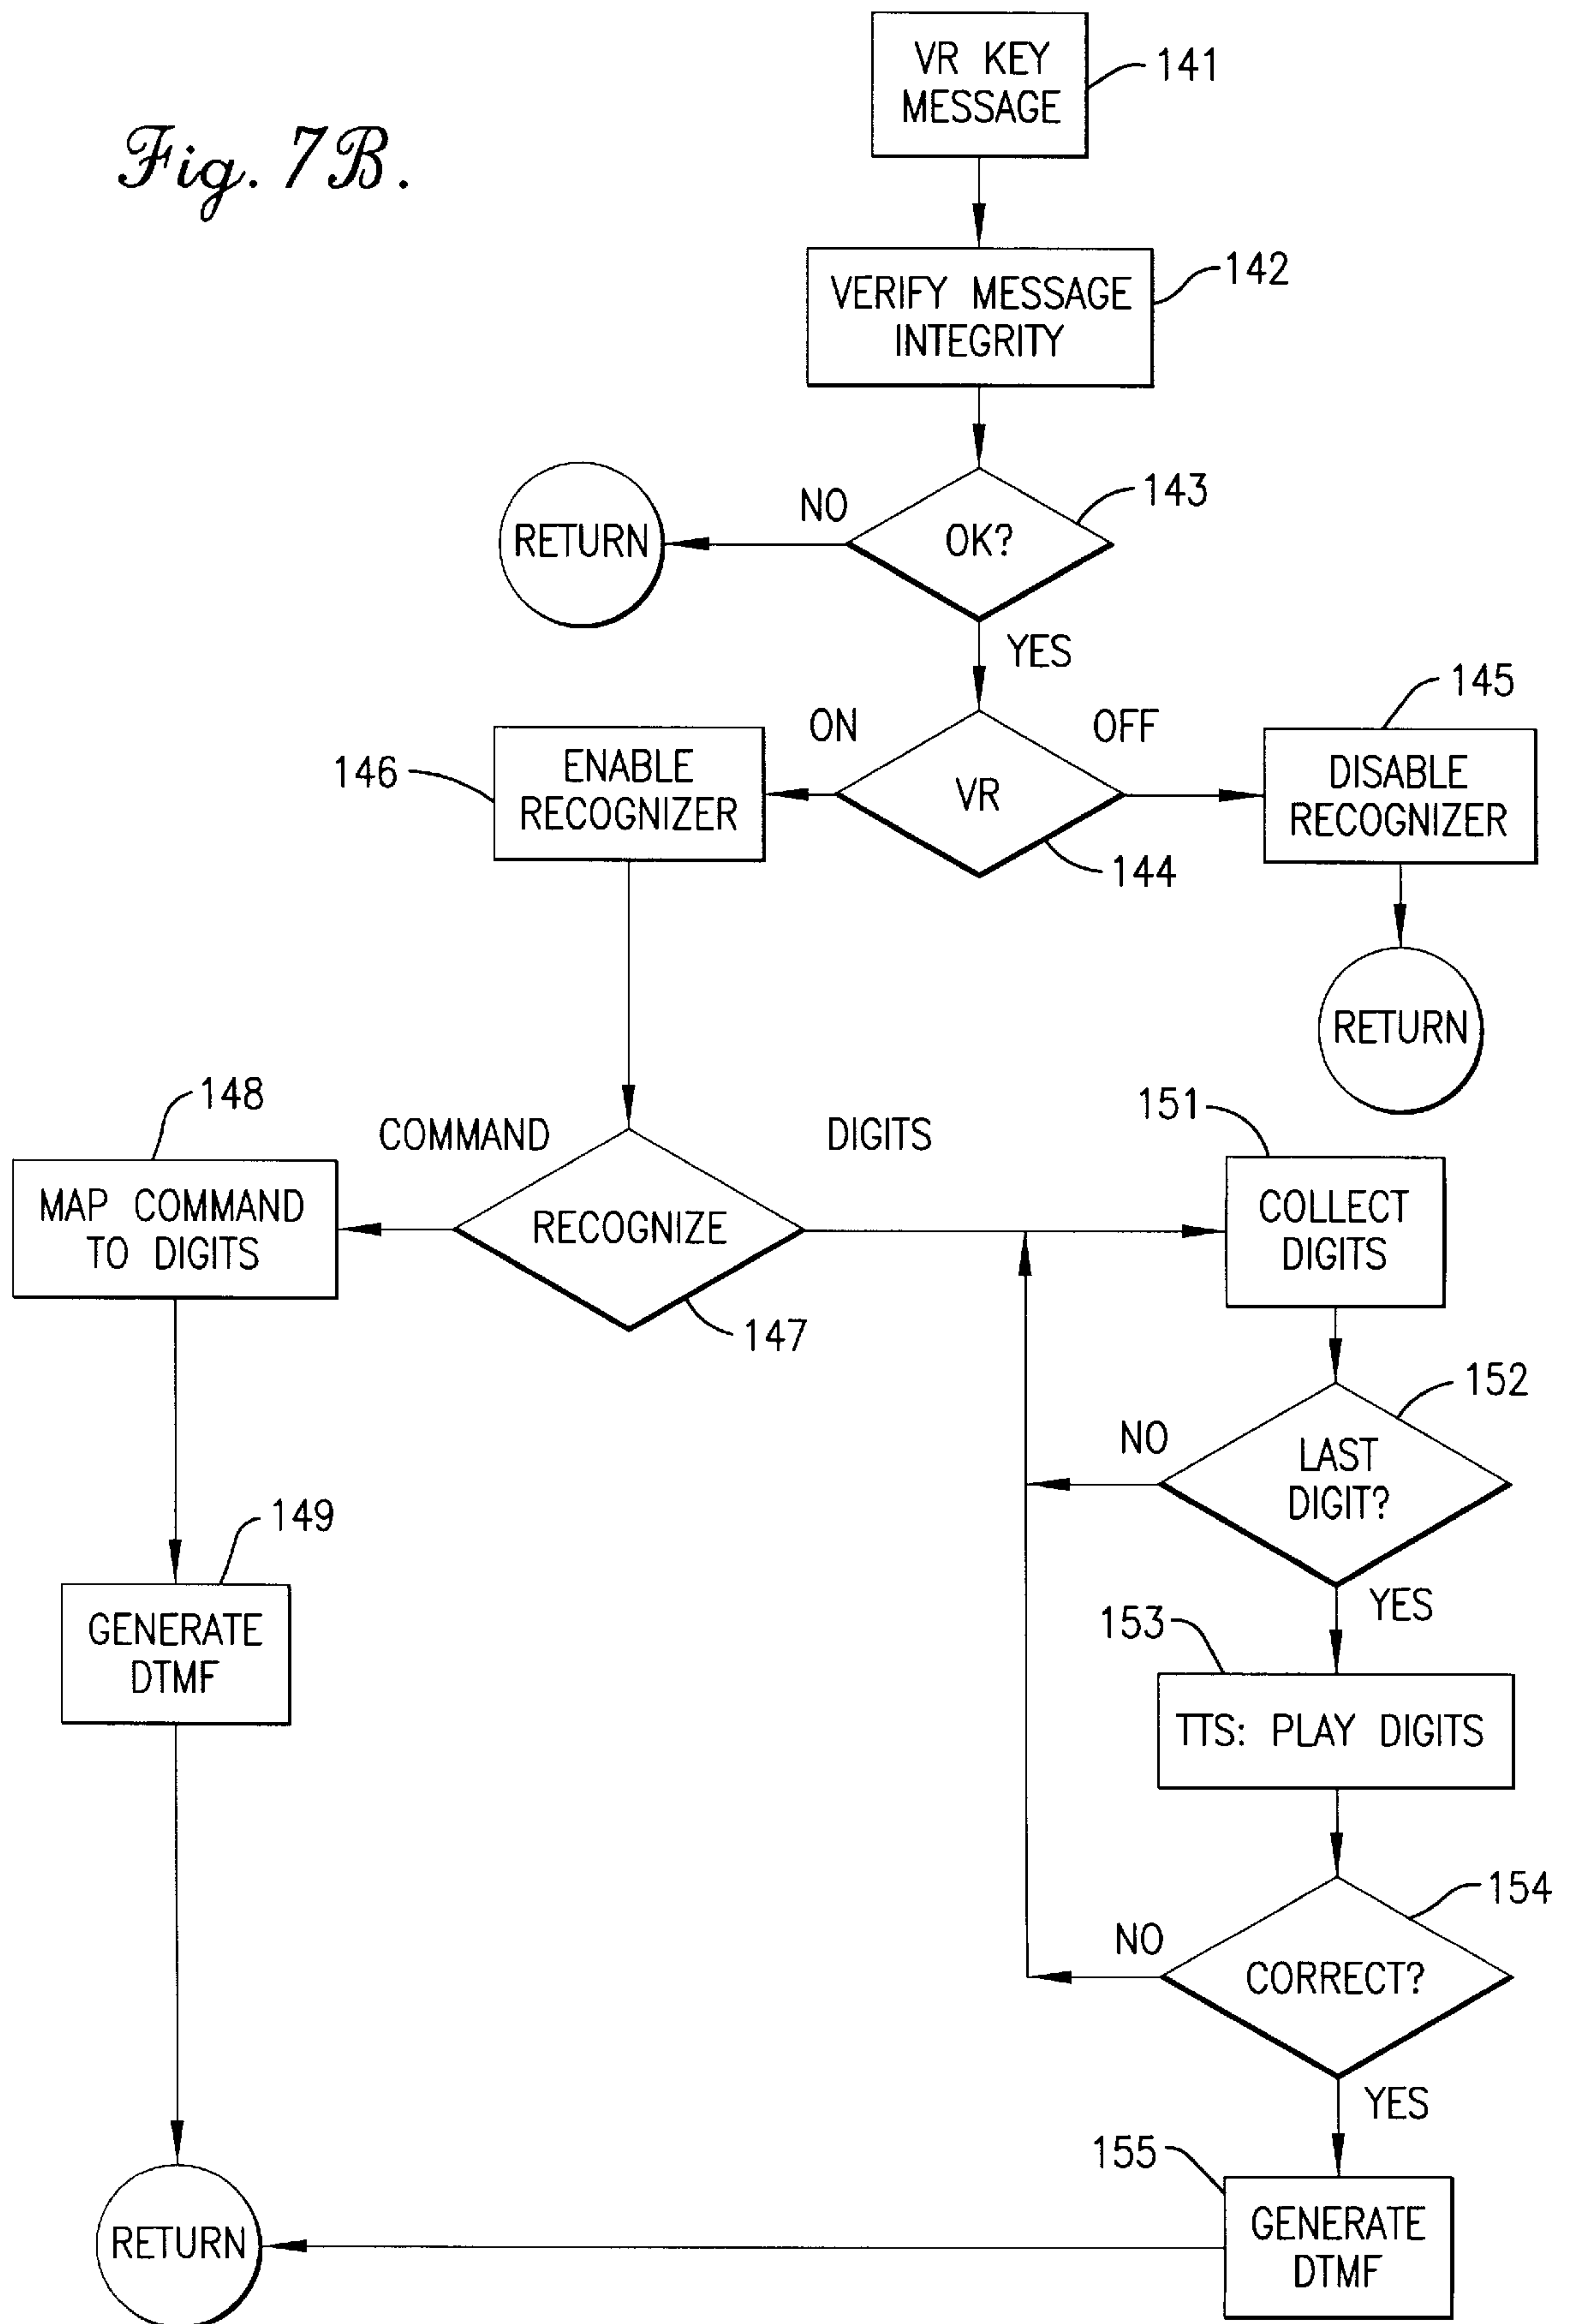 Fig. 7B.
VR KEY
MESSAGE
141
VERIFY MESSAGE
INTEGRITY
142
OK?
143
NO
RETURN
YES
VR
144
ON
OFF
ENABLE
RECOGNIZER
146
DISABLE
RECOGNIZER
145
RETURN
RECOGNIZE
147
COMMAND
DIGITS
MAP COMMAND
TO DIGITS
148
GENERATE
DTMF
149
COLLECT
DIGITS
151
LAST
DIGIT?
152
NO
YES
TTS: PLAY DIGITS
153
CORRECT?
154
NO
YES
GENERATE
DTMF
155
RETURN